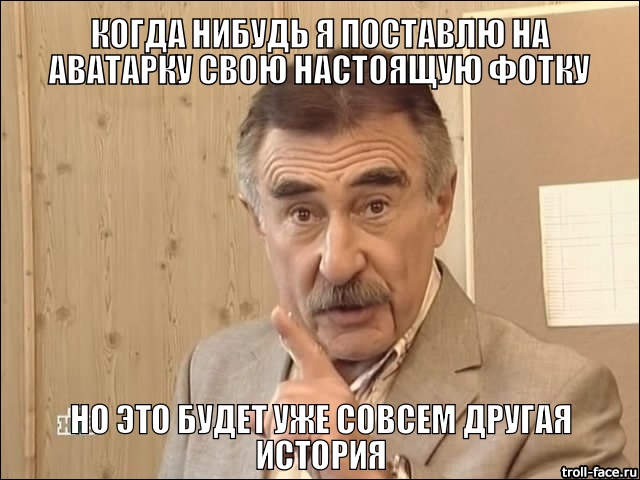 КОГДА НИБУДЬ Я ПОСТАВЛЮ НА
АВАТАРКУ СВОЮ НАСТОЯЩУЮ ФОТКУ
НО ЭТО БУДЕТ УЖЕ СОВСЕМ ДРУГАЯ
ИСТОРИЯ
troll-face.ru